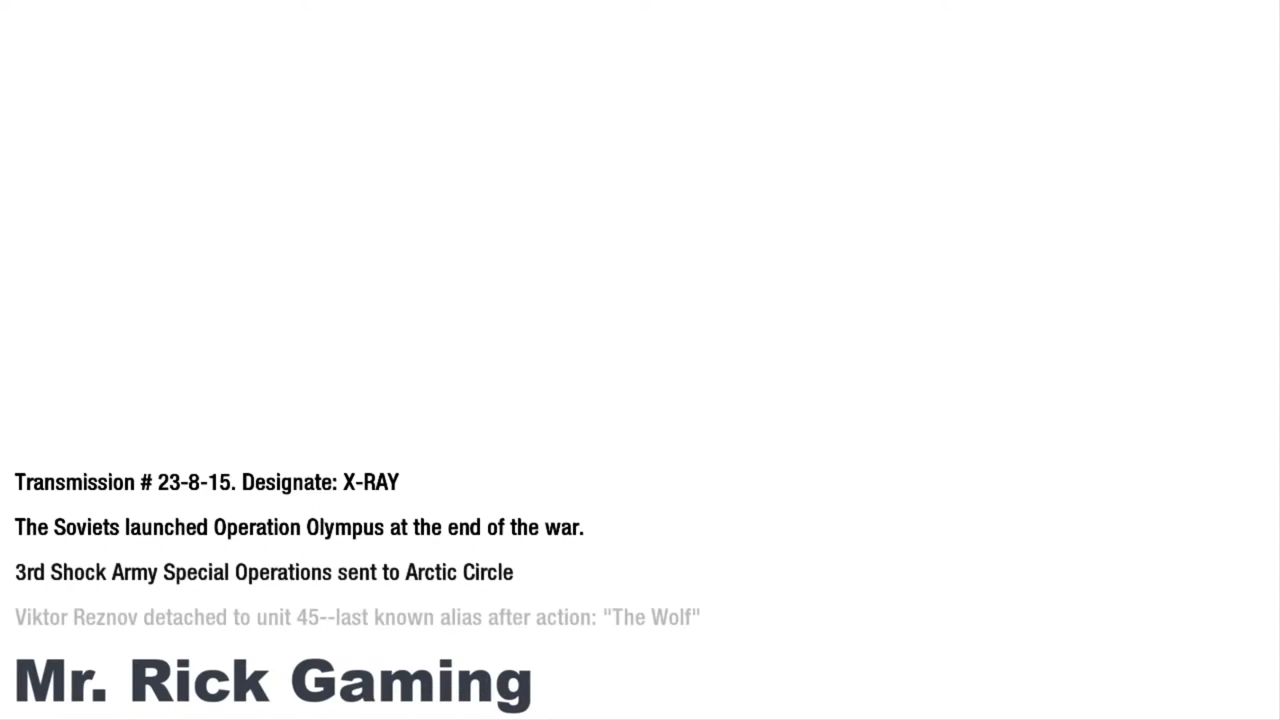 Transmission # 23-8-15. Designate: X-RAY
The Soviets launched Operation Olympus at the end of the war.
3rd Shock Army Special Operations sent to Arctic Circle
Viktor Reznov detached to unit 45--last known alias after action: "The Wolf"
Mr. Rick Gaming